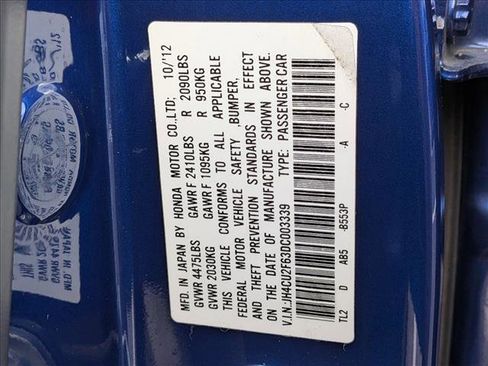 MFD. IN JAPAN BY HONDA MOTOR CO.,LTD. 10/12
GVWR 4475LBS GAWR F 2410LBS R 2090LBS
GVWR 2030KG GAWR F 1095KG R 950KG
THIS VEHICLE CONFORMS TO ALL APPLICABLE
FEDERAL MOTOR VEHICLE SAFETY ,BUMPER,
AND THEFT PREVENTION STANDARDS IN EFFECT
ON THE DATE OF MANUFACTURE SHOWN ABOVE.
V.I.N.:JH4CU2F63DC003339 TYPE: PASSENGER CAR
TL2 D AB5 -B553P -A -C